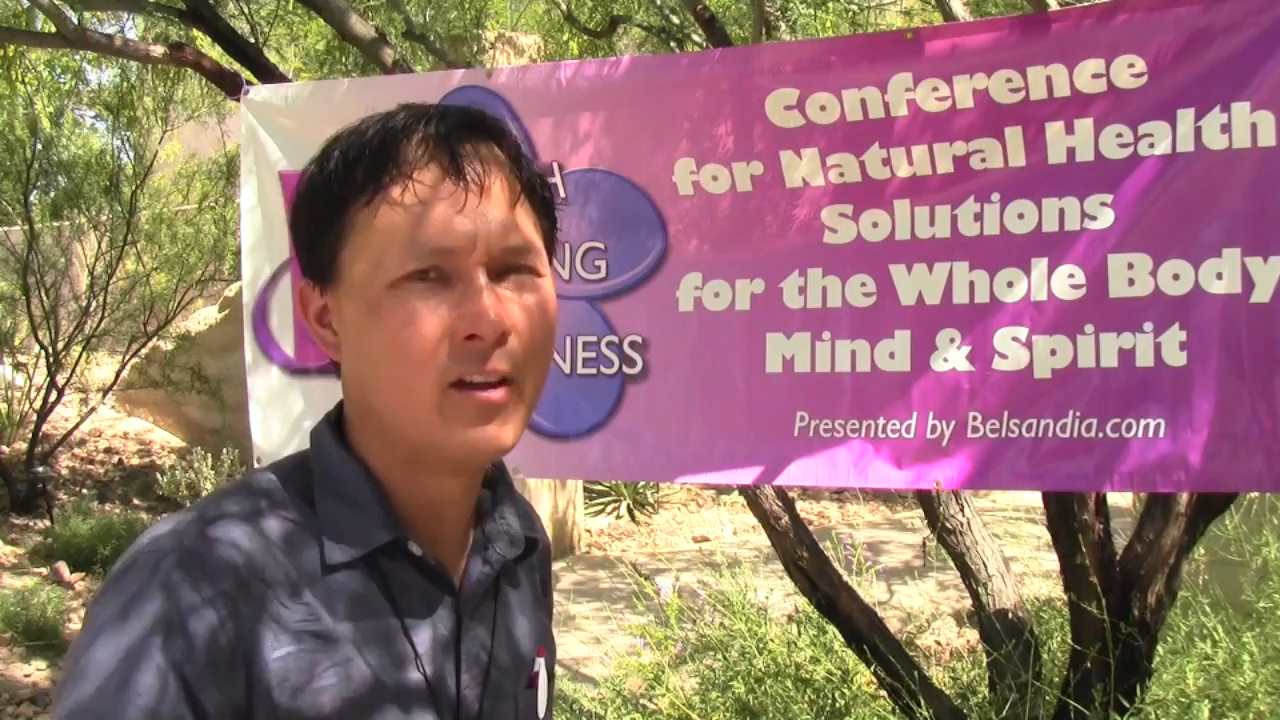 H
NG
NESS
Conference
for Natural Health
Solutions
for the Whole Body
Mind & Spirit
Presented by Belsandia.com